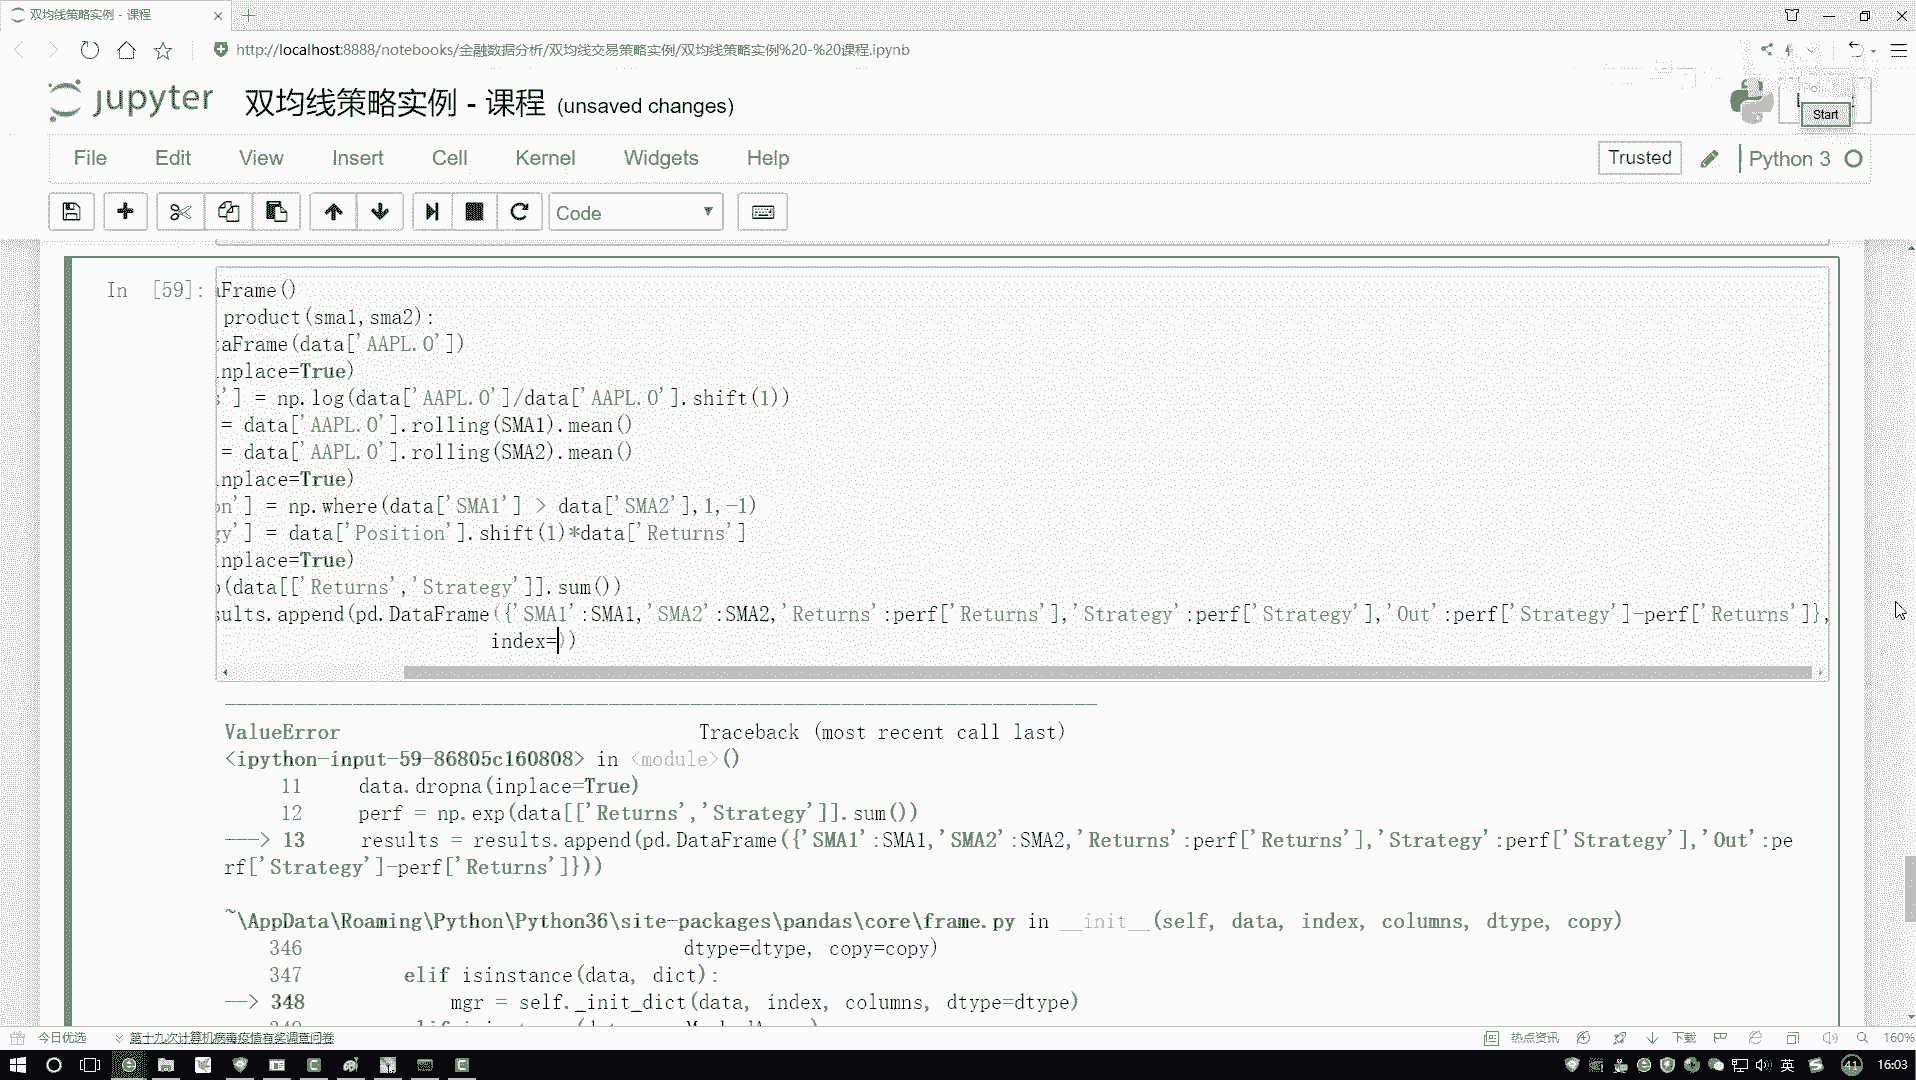 双均线策略实例 - 课程
http://localhost:8888/notebooks/金融数据分析/双均线交易策略实例/双均线策略实例%20-%20课程.ipynb
jupyter 双均线策略实例 - 课程 (unsaved changes)
Start
File Edit View Insert Cell Kernel Widgets Help
Trusted Python 3
Code
In [59]: aFrame()
product(sma1,sma2):
taFrame(data['AAPL.O'])
inplace=True)
s'] = np.log(data['AAPL.O']/data['AAPL.O'].shift(1))
= data['AAPL.O'].rolling(SMA1).mean()
= data['AAPL.O'].rolling(SMA2).mean()
inplace=True)
on'] = np.where(data['SMA1'] > data['SMA2'],1,-1)
gy'] = data['Position'].shift(1)*data['Returns']
inplace=True)
p(data[['Returns','Strategy']].sum())
sults.append(pd.DataFrame({'SMA1':SMA1,'SMA2':SMA2,'Returns':perf['Returns'],'Strategy':perf['Strategy'],'Out':perf['Strategy']-perf['Returns']},
index=))
ValueError Traceback (most recent call last)
<ipython-input-59-86805c160808> in <module>()
11 data.dropna(inplace=True)
12 perf = np.exp(data[['Returns','Strategy']].sum())
---> 13 results = results.append(pd.DataFrame({'SMA1':SMA1,'SMA2':SMA2,'Returns':perf['Returns'],'Strategy':perf['Strategy'],'Out':pe
rf['Strategy']-perf['Returns']}))
~\AppData\Roaming\Python\Python36\site-packages\pandas\core\frame.py in __init__(self, data, index, columns, dtype, copy)
346 dtype=dtype, copy=copy)
347 elif isinstance(data, dict):
--> 348 mgr = self._init_dict(data, index, columns, dtype=dtype)
今日优选 第十九次计算机病毒疫情有奖调查问卷 热点资讯 下载 160%
英 41 16:03